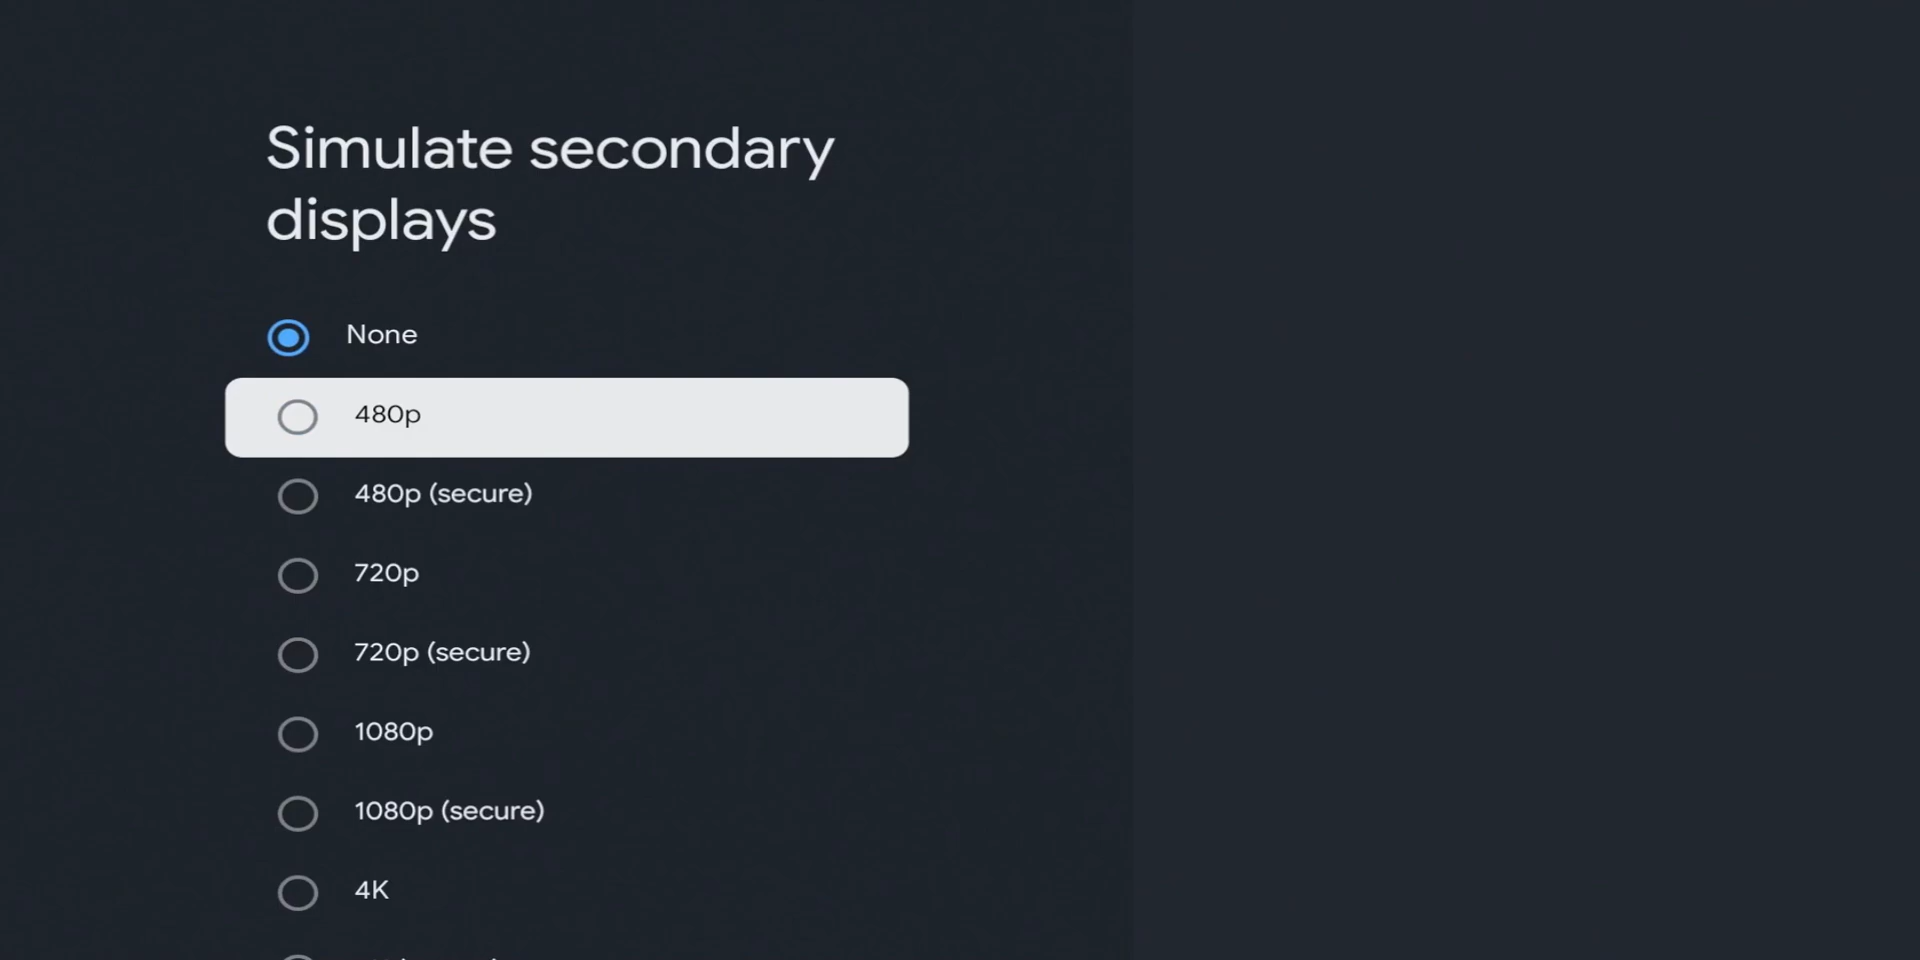 Simulate secondary
displays
None
480p
480p (secure)
720p
720p (secure)
1080p
1080p (secure)
4K